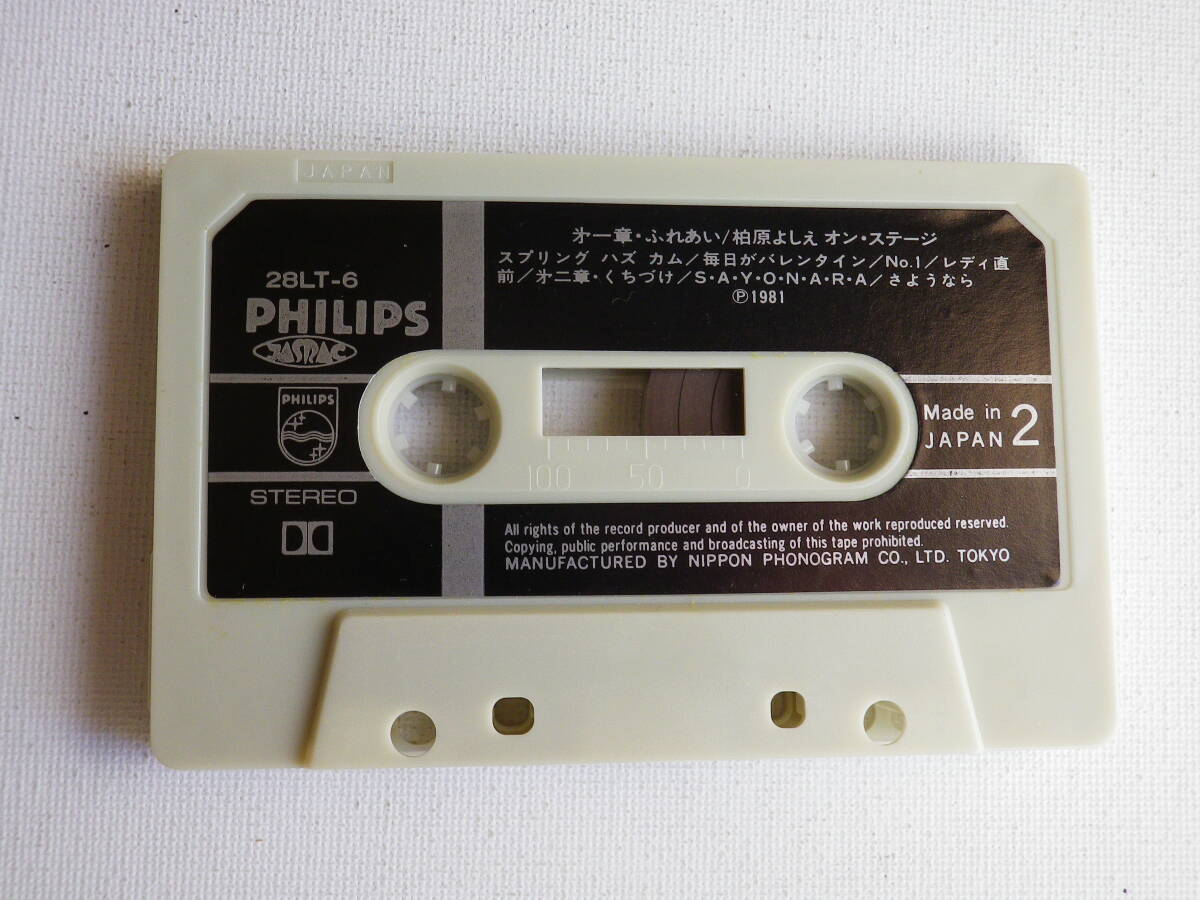 JAPAN
㐧一章・ふれあい/柏原よしえ オン・ステージ
スプリング ハズ カム/毎日がバレンタイン/No.1/レディ直
前/㐧二章・くちづけ/S・A・Y・O・N・A・R・A/さようなら
Ⓟ1981
28LT-6
PHILIPS
JASRAC
PHILIPS
Made in
JAPAN 2
100 50 0
STEREO
All rights of the record producer and of the owner of the work reproduced reserved.
Copying, public performance and broadcasting of this tape prohibited.
MANUFACTURED BY NIPPON PHONOGRAM CO., LTD. TOKYO